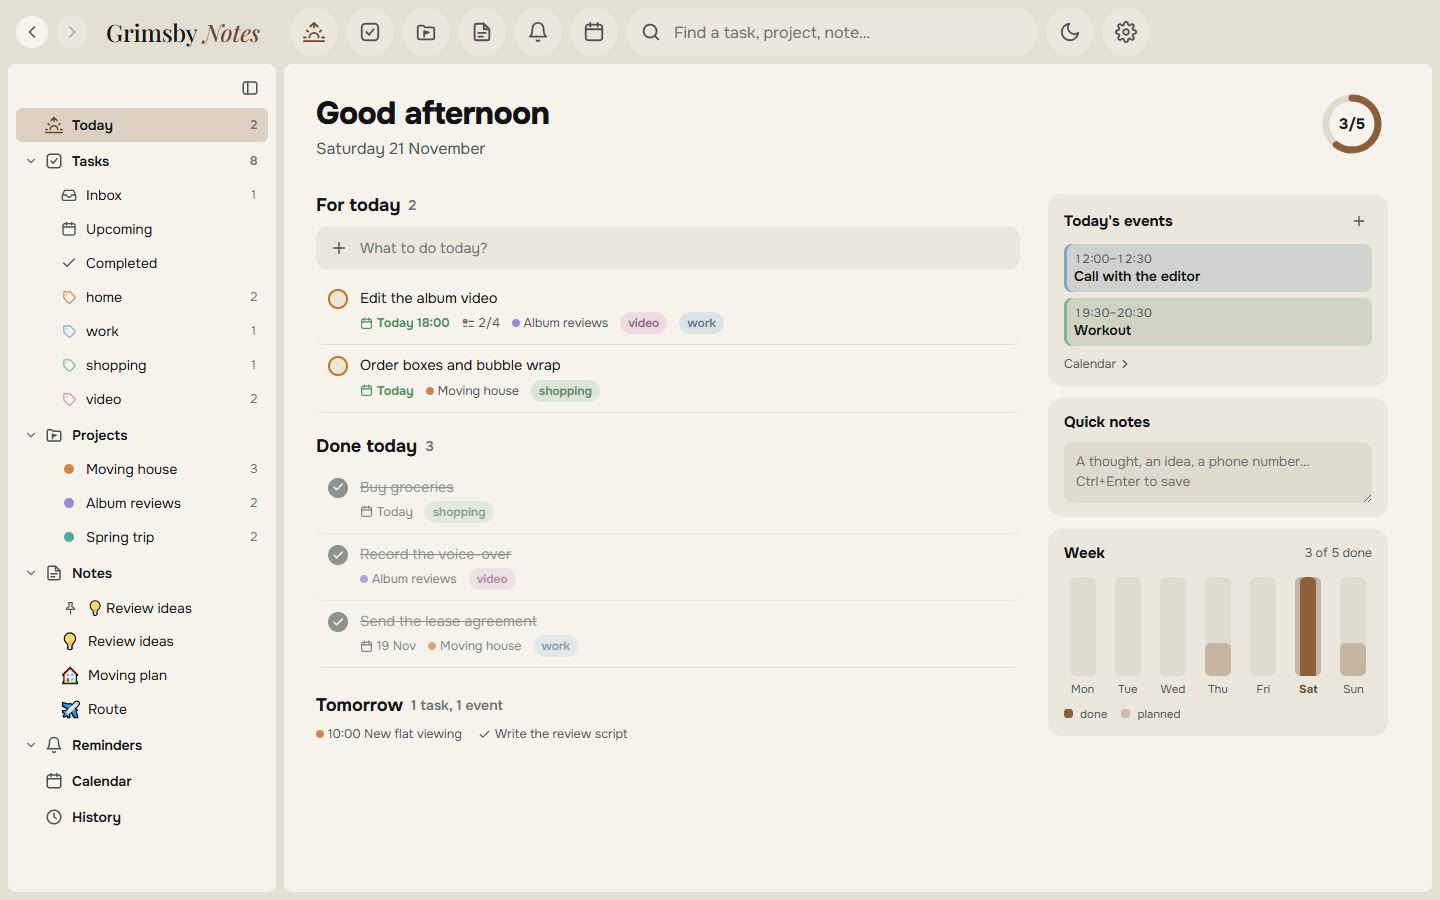 Grimsby Notes
Find a task, project, note...
Today 2
Tasks 8
Inbox 1
Upcoming
Completed
home 2
work 1
shopping 1
video 2
Projects
Moving house 3
Album reviews 2
Spring trip 2
Notes
Review ideas
Review ideas
Moving plan
Route
Reminders
Calendar
History
Good afternoon
Saturday 21 November
3/5
For today 2
What to do today?
Edit the album video
Today 18:00 2/4 Album reviews video work
Order boxes and bubble wrap
Today Moving house shopping
Done today 3
Buy groceries
Today shopping
Record the voice-over
Album reviews video
Send the lease agreement
19 Nov Moving house work
Tomorrow 1 task, 1 event
10:00 New flat viewing Write the review script
Today's events
12:00–12:30
Call with the editor
19:30–20:30
Workout
Calendar
Quick notes
A thought, an idea, a phone number...
Ctrl+Enter to save
Week 3 of 5 done
Mon Tue Wed Thu Fri Sat Sun
done planned